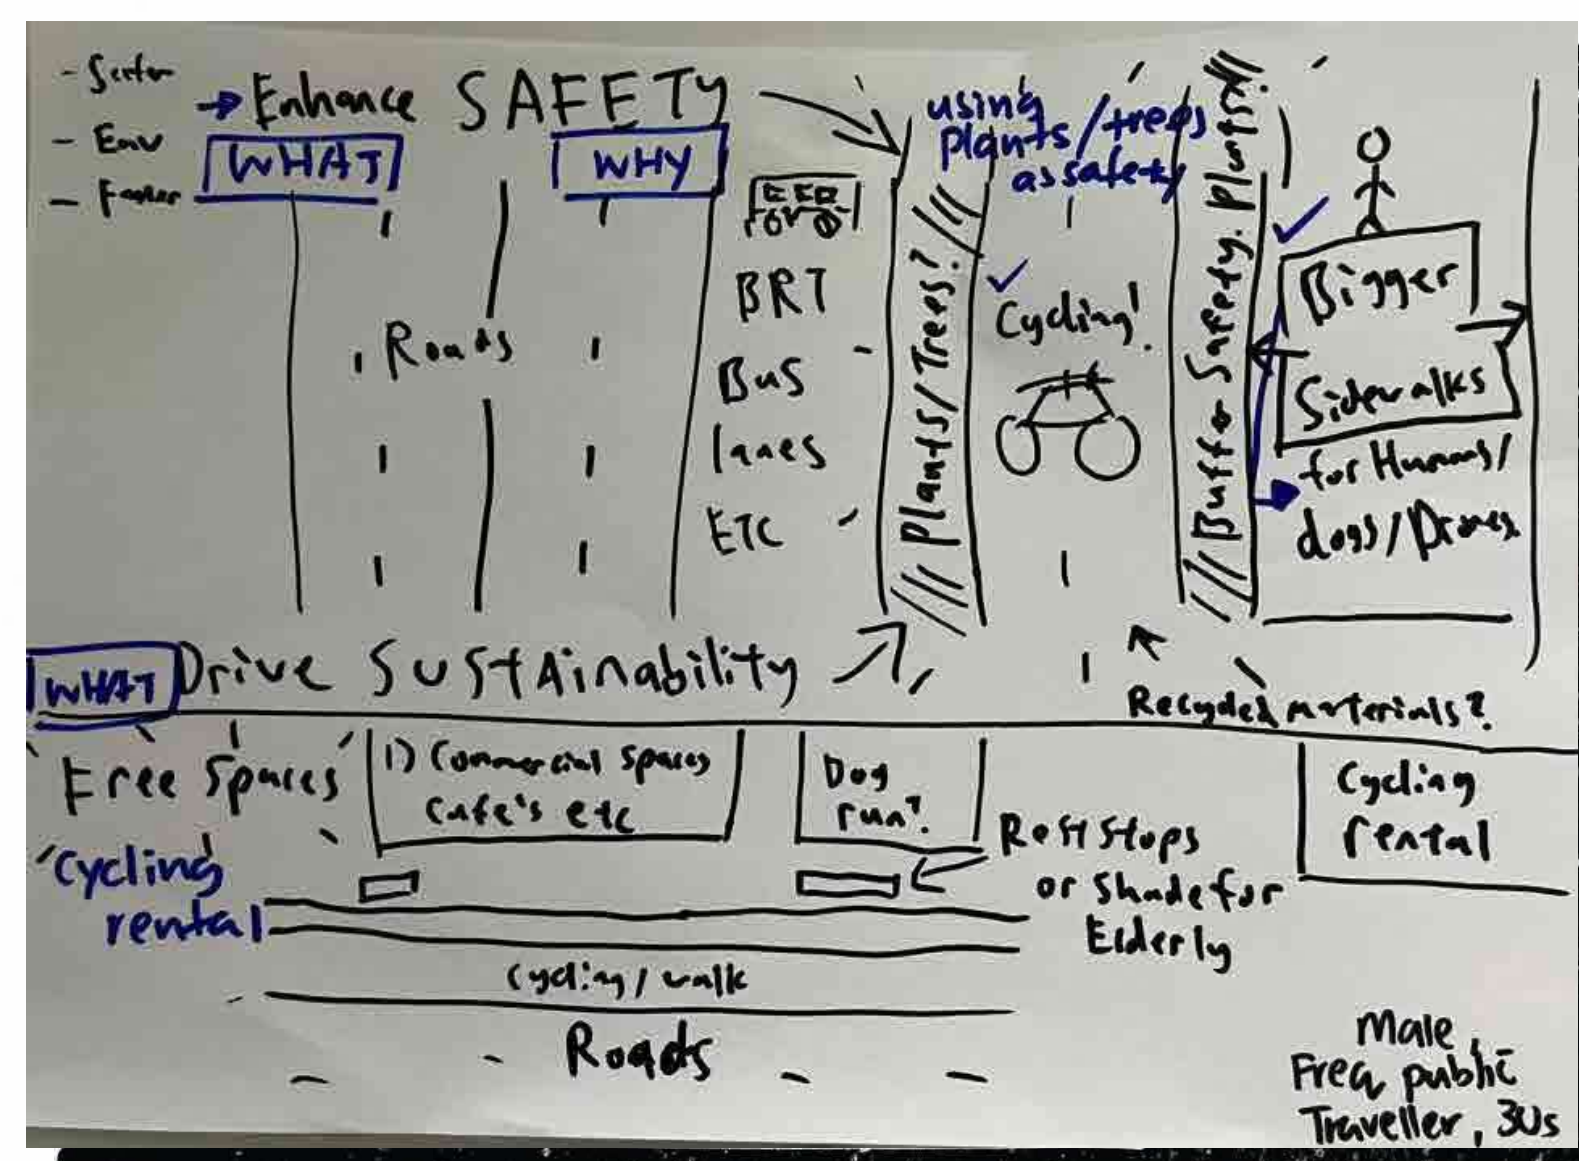 - Safer
- Env
- Faster
→ Enhance SAFETY
WHAT
WHY
using
plants/trees
as safety
Roads
BRT
Bus
lanes
ETC
Plants/Trees?
Cycling!
Buffer Safety. Plants?
Bigger
Sidewalks
for Humans/
dogs/Drones
WHAT
Drive SUStAinability
Recycled materials?
Free Spaces
Cycling
rental
1) Commercial spaces
Cafe's etc
Dog
run?
Rest Stops
or Shade for
Elderly
Cycling
rental
Cycling/walk
Roads
Male,
Freq public
Traveller, 30s